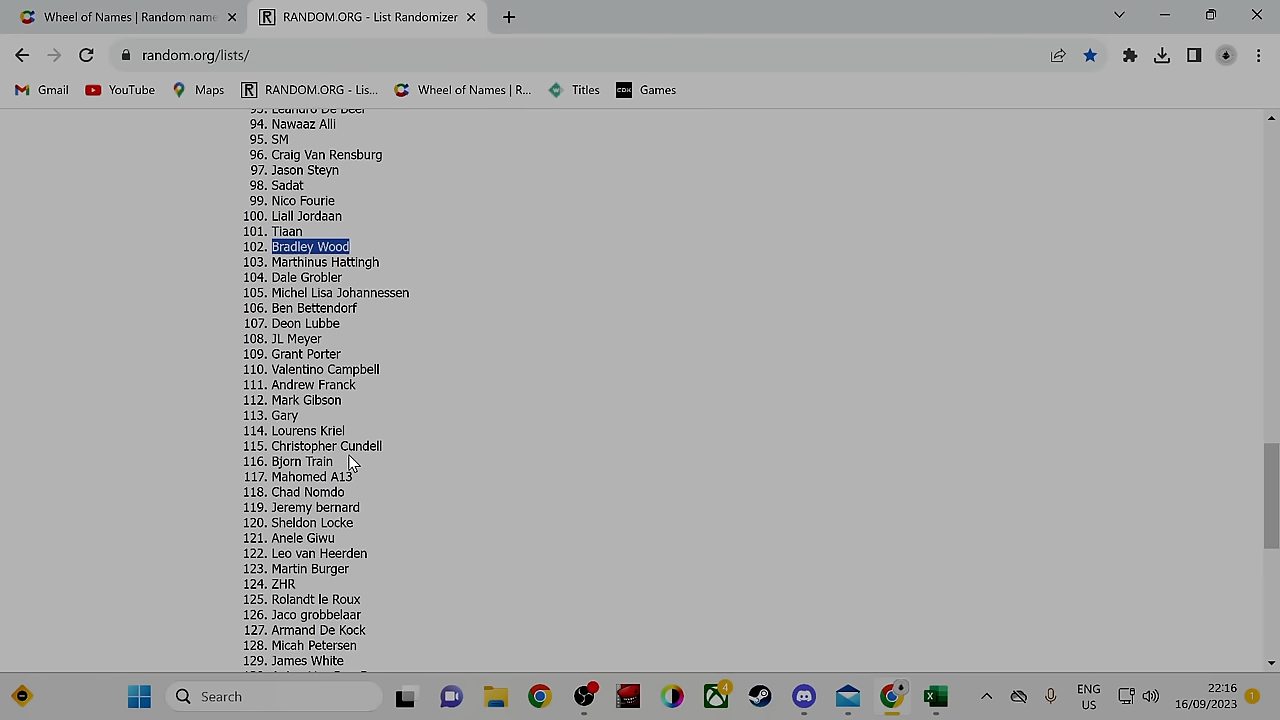 Wheel of Names | Random name
RANDOM.ORG - List Randomizer
random.org/lists/
Gmail
YouTube
Maps
RANDOM.ORG - Lis...
Wheel of Names | R...
Titles
CDK
Games
94. Nawaaz Alli
95. SM
96. Craig Van Rensburg
97. Jason Steyn
98. Sadat
99. Nico Fourie
100. Liall Jordaan
101. Tiaan
102. Bradley Wood
103. Marthinus Hattingh
104. Dale Grobler
105. Michel Lisa Johannessen
106. Ben Bettendorf
107. Deon Lubbe
108. JL Meyer
109. Grant Porter
110. Valentino Campbell
111. Andrew Franck
112. Mark Gibson
113. Gary
114. Lourens Kriel
115. Christopher Cundell
116. Bjorn Train
117. Mahomed A13
118. Chad Nomdo
119. Jeremy bernard
120. Sheldon Locke
121. Anele Giwu
122. Leo van Heerden
123. Martin Burger
124. ZHR
125. Rolandt le Roux
126. Jaco grobbelaar
127. Armand De Kock
128. Micah Petersen
129. James White
Search
4
ENG
US
22:16
16/09/2023
1